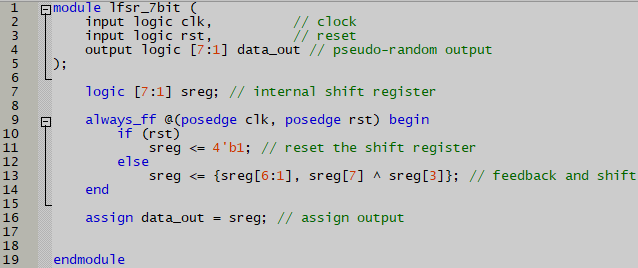 1 module lfsr_7bit (
2     input logic clk,          // clock
3     input logic rst,          // reset
4     output logic [7:1] data_out // pseudo-random output
5 );
6
7     logic [7:1] sreg; // internal shift register
8
9     always_ff @(posedge clk, posedge rst) begin
10         if (rst)
11             sreg <= 4'b1; // reset the shift register
12         else
13             sreg <= {sreg[6:1], sreg[7] ^ sreg[3]}; // feedback and shift
14     end
15
16     assign data_out = sreg; // assign output
17
18
19 endmodule